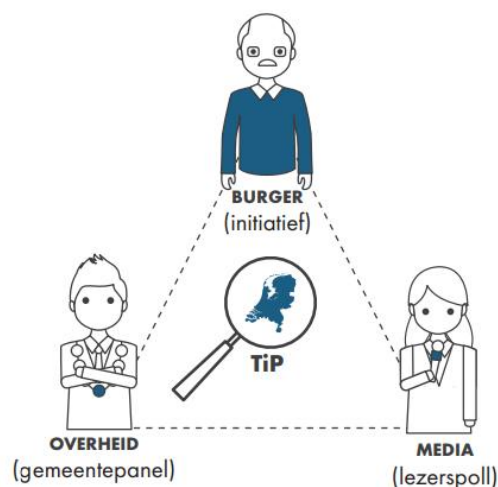 BURGER
(initiatief)
TiP
OVERHEID
(gemeentepanel)
MEDIA
(lezerspoll)